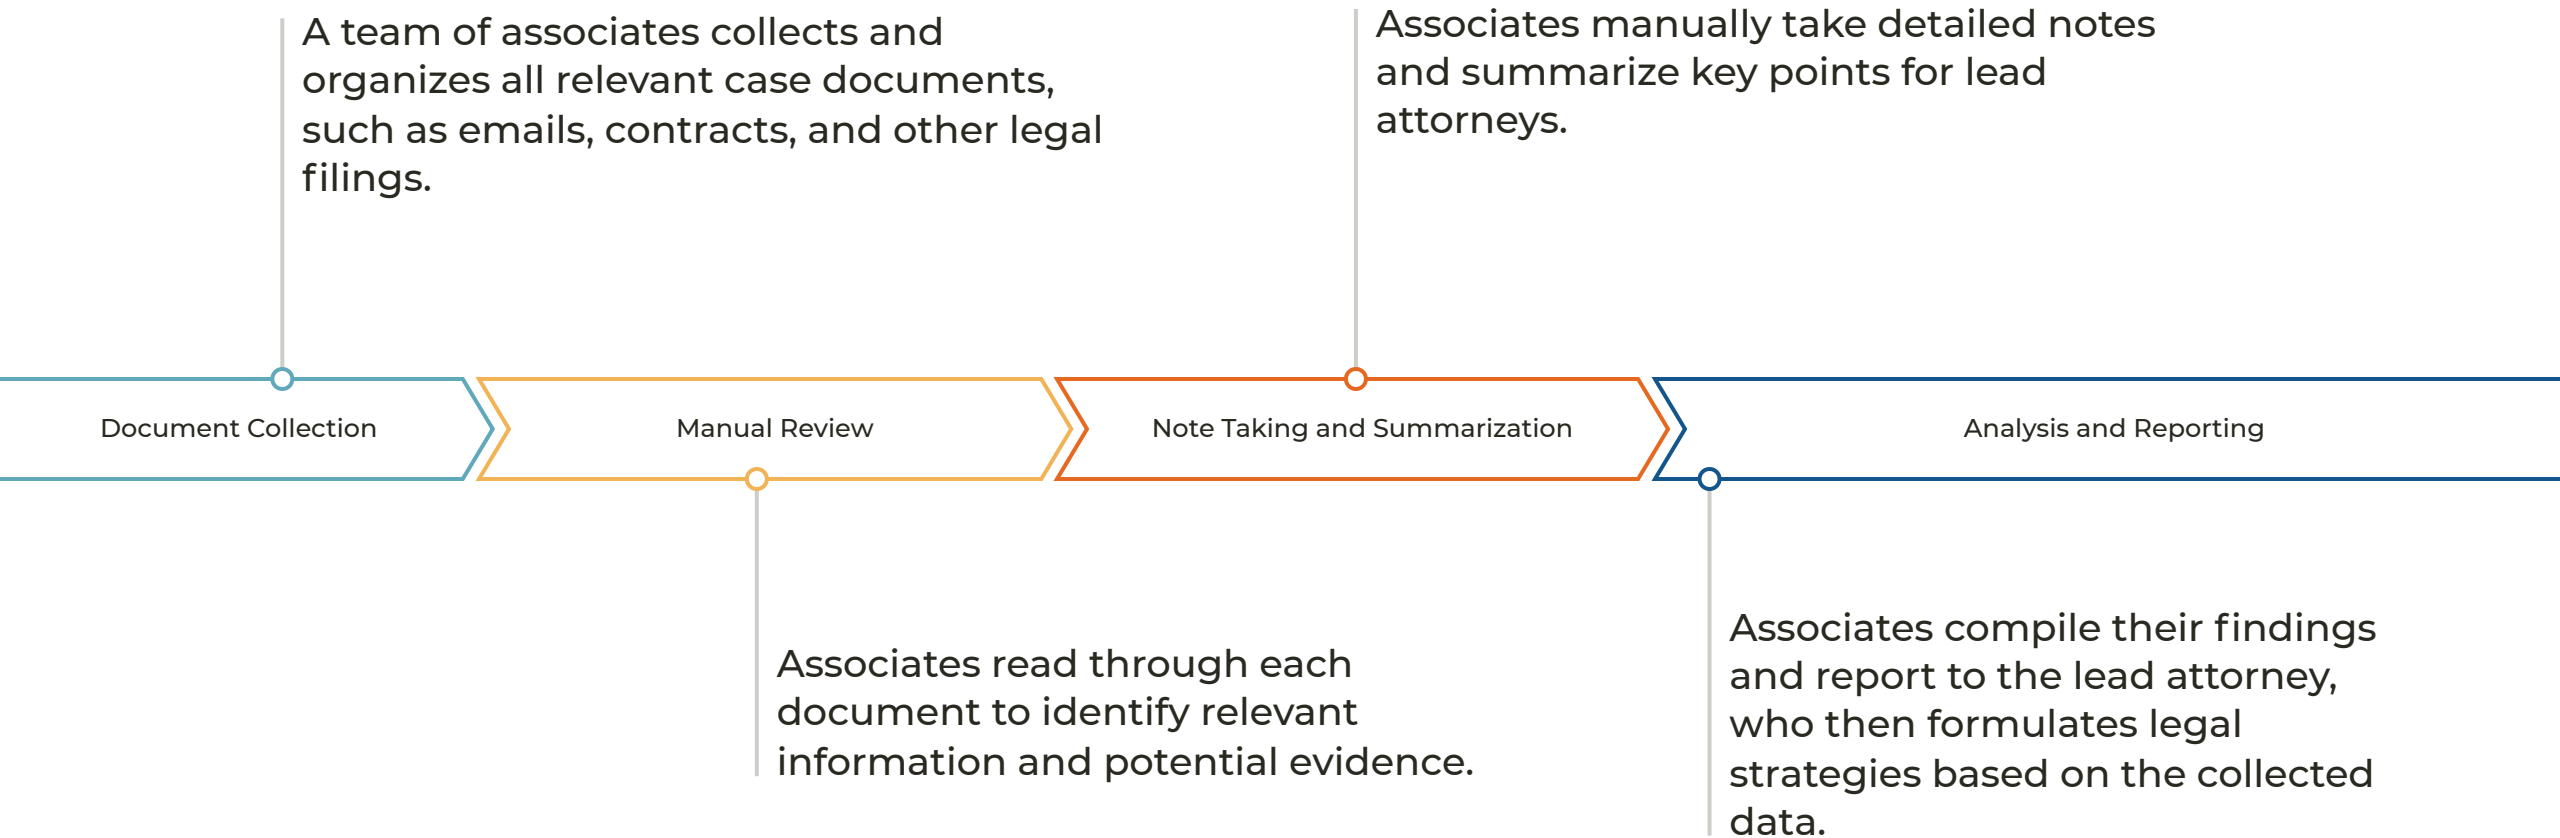 A team of associates collects and
organizes all relevant case documents,
such as emails, contracts, and other legal
filings.
Associates manually take detailed notes
and summarize key points for lead
attorneys.
Document Collection
Manual Review
Note Taking and Summarization
Analysis and Reporting
Associates read through each
document to identify relevant
information and potential evidence.
Associates compile their findings
and report to the lead attorney,
who then formulates legal
strategies based on the collected
data.